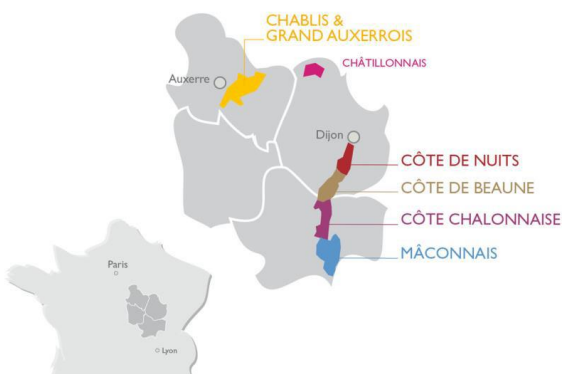 CHABLIS &
GRAND AUXERROIS
CHÂTILLONNAIS
Auxerre
Dijon
CÔTE DE NUITS
CÔTE DE BEAUNE
CÔTE CHALONNAISE
MÂCONNAIS
Paris
Lyon